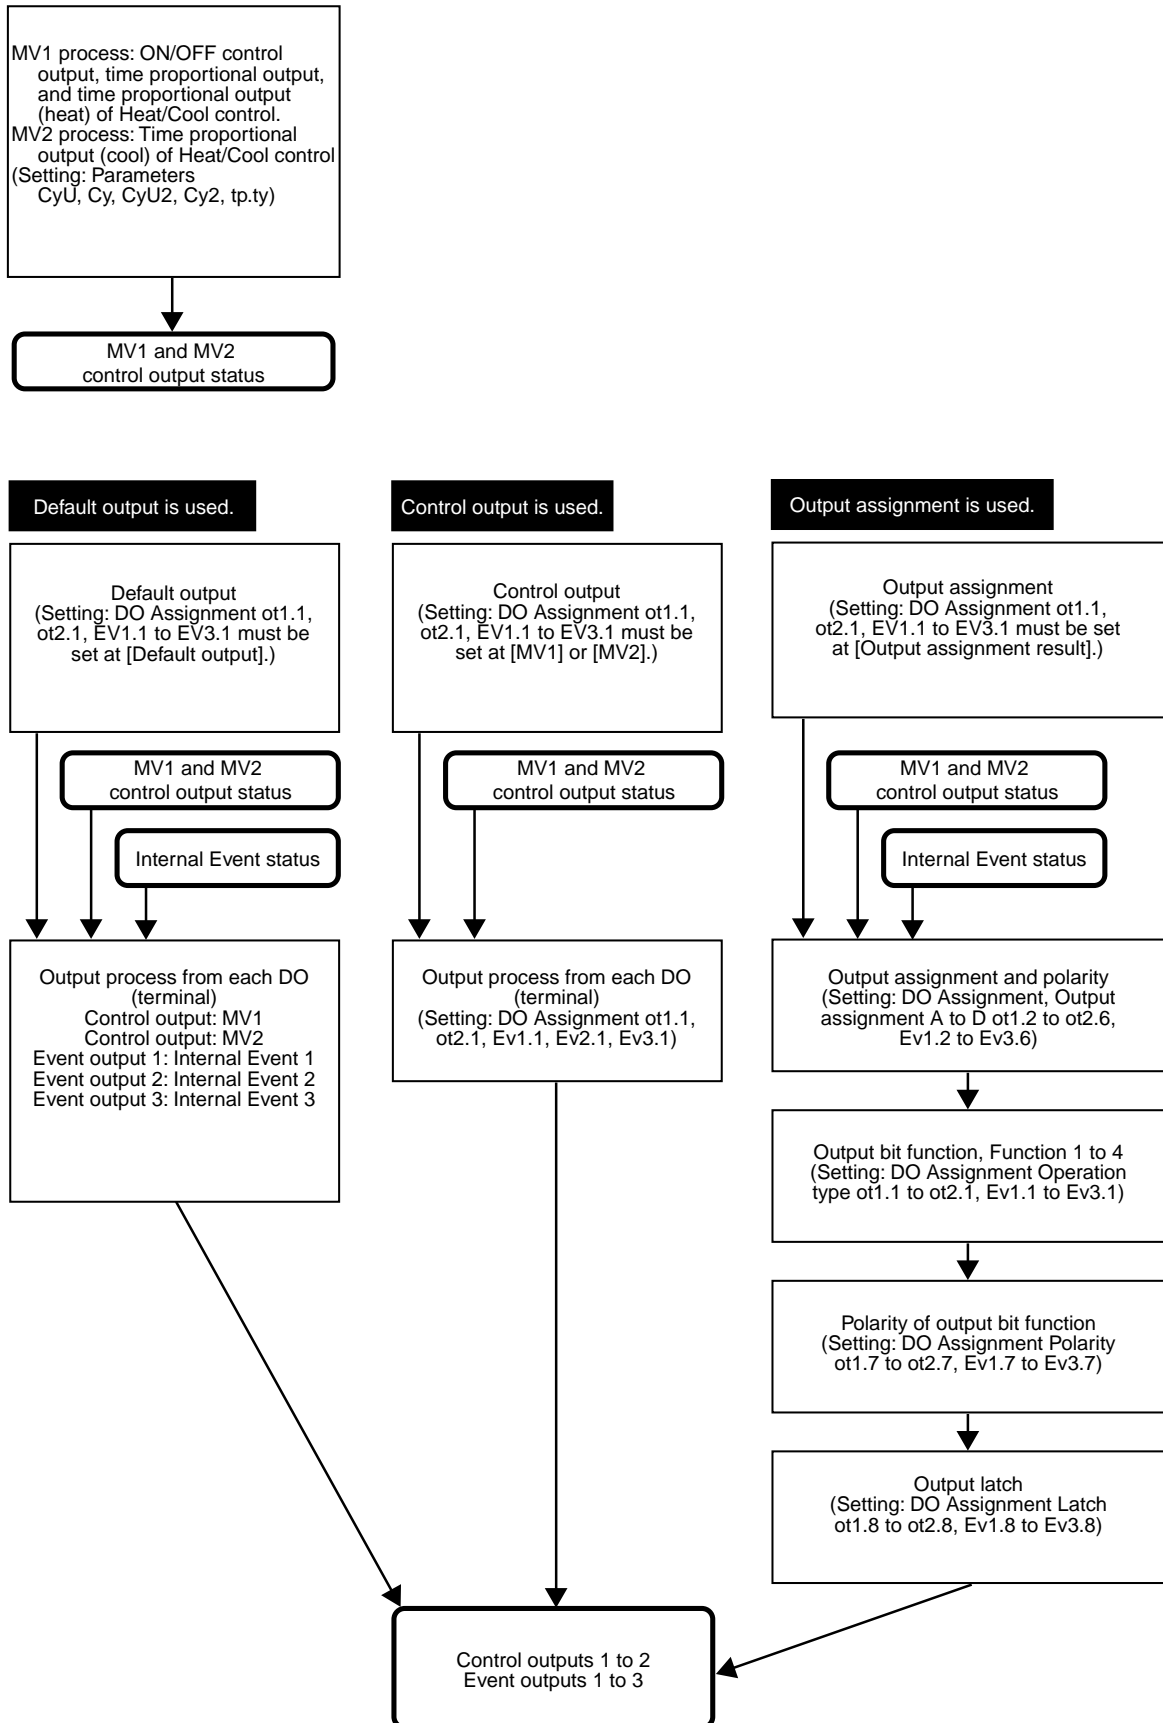 MV1 process: ON/OFF control
output, time proportional output,
and time proportional output
(heat) of Heat/Cool control.
MV2 process: Time proportional
output (cool) of Heat/Cool control
(Setting: Parameters
CyU, Cy, CyU2, Cy2, tp.ty)
MV1 and MV2
control output status
Default output is used.
Default output
(Setting: DO Assignment ot1.1,
ot2.1, EV1.1 to EV3.1 must be
set at [Default output].)
MV1 and MV2
control output status
Internal Event status
Output process from each DO
(terminal)
Control output: MV1
Control output: MV2
Event output 1: Internal Event 1
Event output 2: Internal Event 2
Event output 3: Internal Event 3
Control output is used.
Control output
(Setting: DO Assignment ot1.1,
ot2.1, EV1.1 to EV3.1 must be
set at [MV1] or [MV2].)
MV1 and MV2
control output status
Output process from each DO
(terminal)
(Setting: DO Assignment ot1.1,
ot2.1, Ev1.1, Ev2.1, Ev3.1)
Output assignment is used.
Output assignment
(Setting: DO Assignment ot1.1,
ot2.1, EV1.1 to EV3.1 must be set
at [Output assignment result].)
MV1 and MV2
control output status
Internal Event status
Output assignment and polarity
(Setting: DO Assignment, Output
assignment A to D ot1.2 to ot2.6,
Ev1.2 to Ev3.6)
Output bit function, Function 1 to 4
(Setting: DO Assignment Operation
type ot1.1 to ot2.1, Ev1.1 to Ev3.1)
Polarity of output bit function
(Setting: DO Assignment Polarity
ot1.7 to ot2.7, Ev1.7 to Ev3.7)
Output latch
(Setting: DO Assignment Latch
ot1.8 to ot2.8, Ev1.8 to Ev3.8)
Control outputs 1 to 2
Event outputs 1 to 3